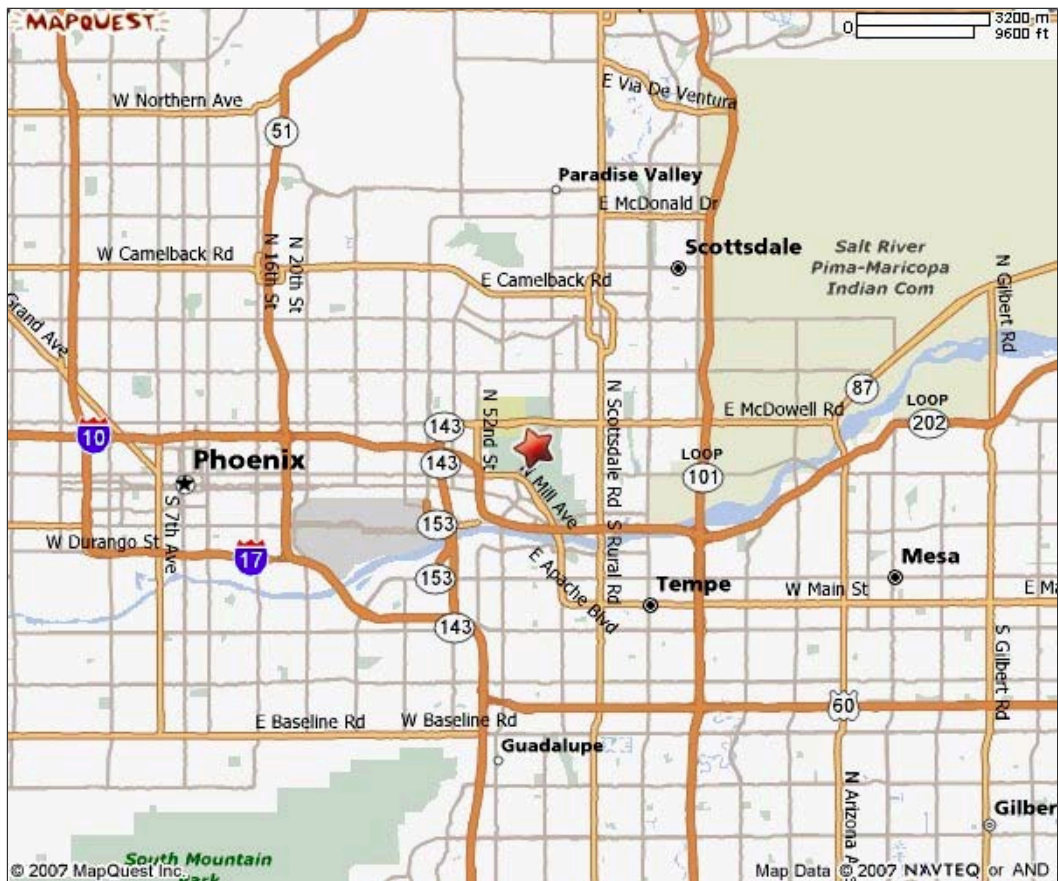 MAPQUEST
3200 m
0
9600 ft
W Northern Ave
51
E Via De Ventura
Paradise Valley
E McDonald Dr
W Camelback Rd
N 16th St
N 20th St
E Camelback Rd
Scottsdale
Salt River
Pima-Maricopa
Indian Com
N Gilbert Rd
Grand Ave
87
LOOP
202
N 52nd St
143
E McDowell Rd
N Scottsdale Rd
10
Phoenix
143
LOOP
101
N Mill Ave
S 7th Ave
153
W Durango St
17
S Rural Rd
153
E Apache Blvd
Tempe
Mesa
W Main St
E Ma
143
S Gilbert Rd
60
E Baseline Rd
W Baseline Rd
Guadalupe
N Arizona A
Gilber
South Mountain
Park
© 2007 MapQuest Inc.
Map Data © 2007 NAVTEQ or AND